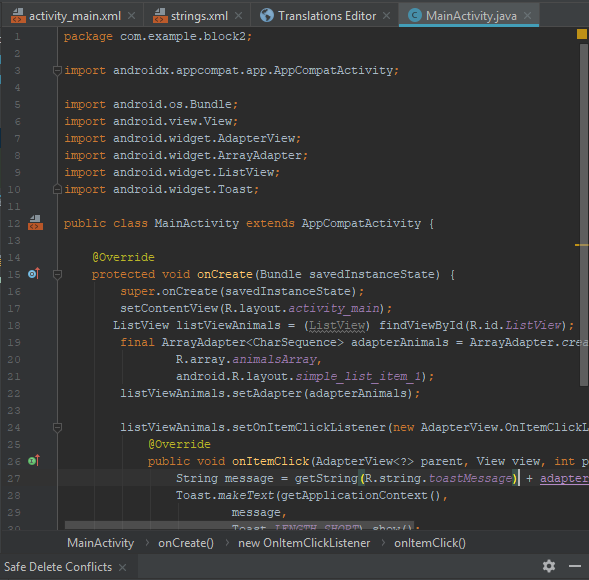 activity_main.xml × strings.xml × Translations Editor × MainActivity.java ×
1 package com.example.block2;
2
3 import androidx.appcompat.app.AppCompatActivity;
4
5 import android.os.Bundle;
6 import android.view.View;
7 import android.widget.AdapterView;
8 import android.widget.ArrayAdapter;
9 import android.widget.ListView;
10 import android.widget.Toast;
11
12 public class MainActivity extends AppCompatActivity {
13
14 @Override
15 protected void onCreate(Bundle savedInstanceState) {
16 super.onCreate(savedInstanceState);
17 setContentView(R.layout.activity_main);
18 ListView listViewAnimals = (ListView) findViewById(R.id.ListView);
19 final ArrayAdapter<CharSequence> adapterAnimals = ArrayAdapter.crea
20 R.array.animalsArray,
21 android.R.layout.simple_list_item_1);
22 listViewAnimals.setAdapter(adapterAnimals);
23
24 listViewAnimals.setOnItemClickListener(new AdapterView.OnItemClickL
25 @Override
26 public void onItemClick(AdapterView<?> parent, View view, int p
27 String message = getString(R.string.toastMessage) + adapter
28 Toast.makeText(getApplicationContext(),
29 message,
30 Toast.LENGTH_SHORT).show();
MainActivity › onCreate() › new OnItemClickListener › onItemClick()
Safe Delete Conflicts ×